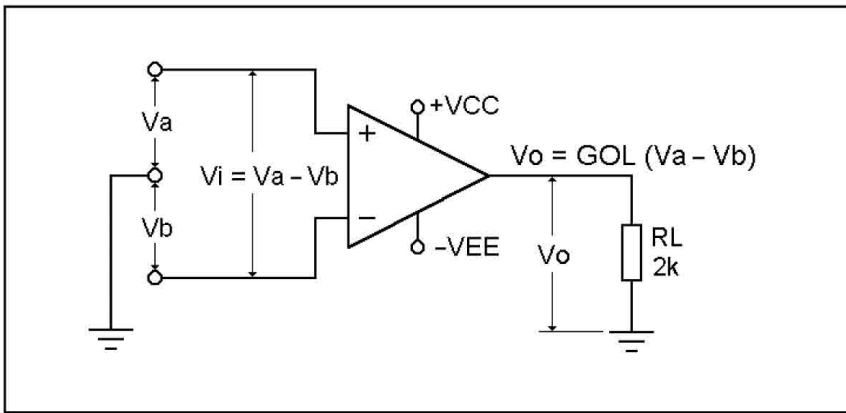 Va
Vb
Vi = Va – Vb
+
–
+VCC
–VEE
Vo = GOL (Va – Vb)
Vo
RL
2k